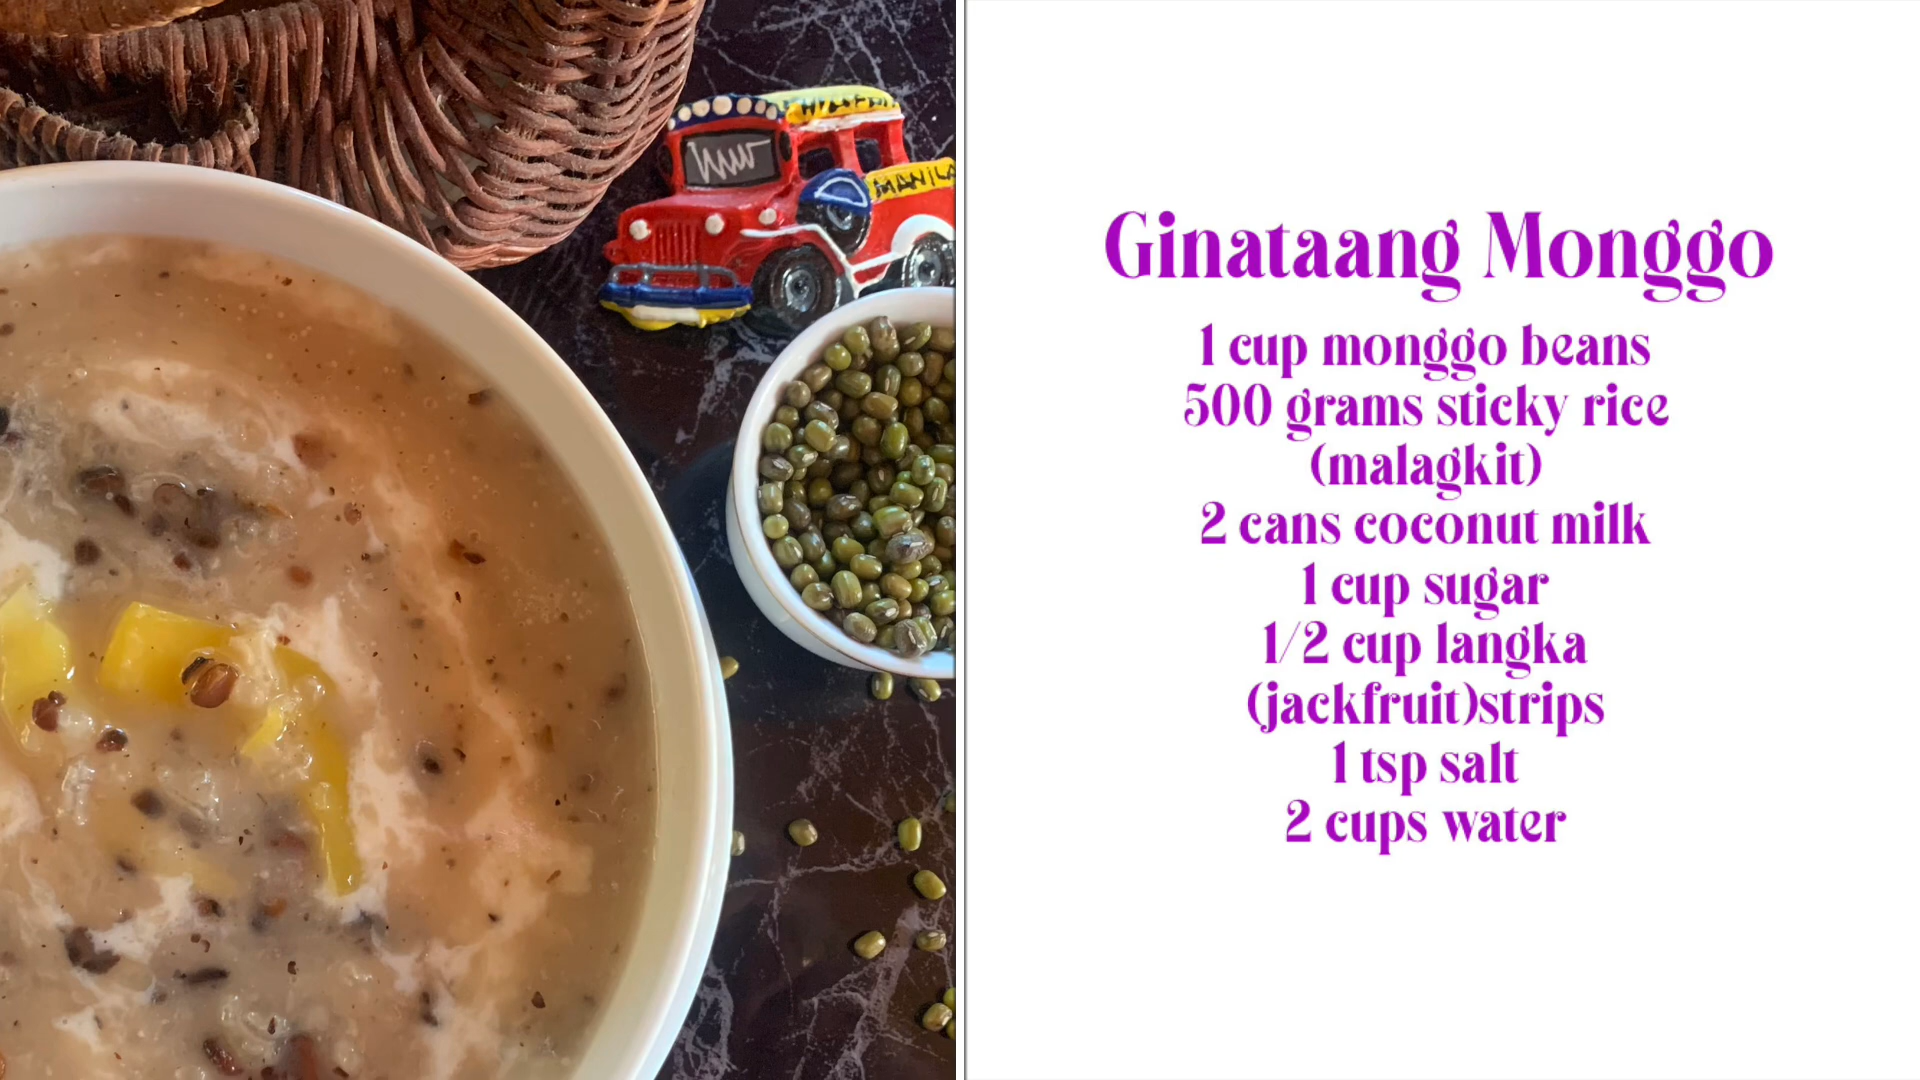 MANILA
Ginataang Monggo
1 cup monggo beans
500 grams sticky rice
(malagkit)
2 cans coconut milk
1 cup sugar
1/2 cup langka
(jackfruit)strips
1 tsp salt
2 cups water